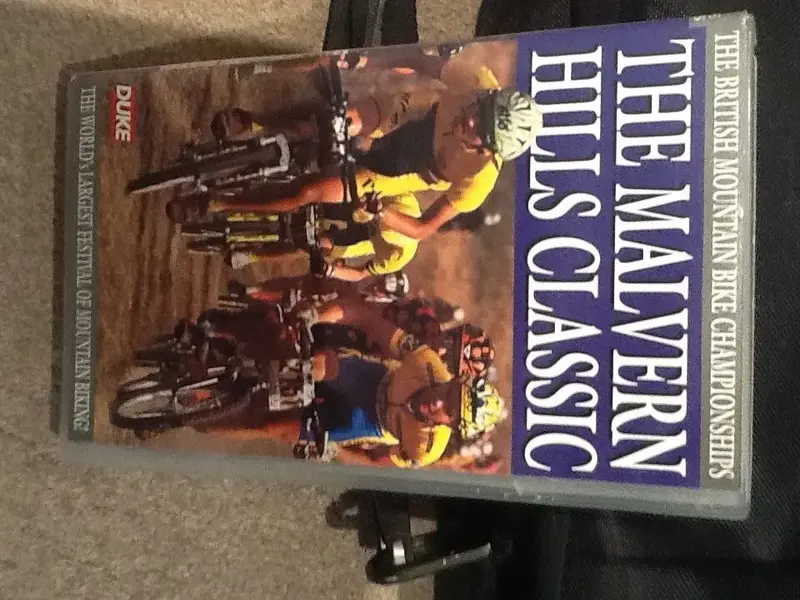 THE BRITISH MOUNTAIN BIKE CHAMPIONSHIPS
THE MALVERN
HILLS CLASSIC
DUKE
THE WORLD'S LARGEST FESTIVAL OF MOUNTAIN BIKING!